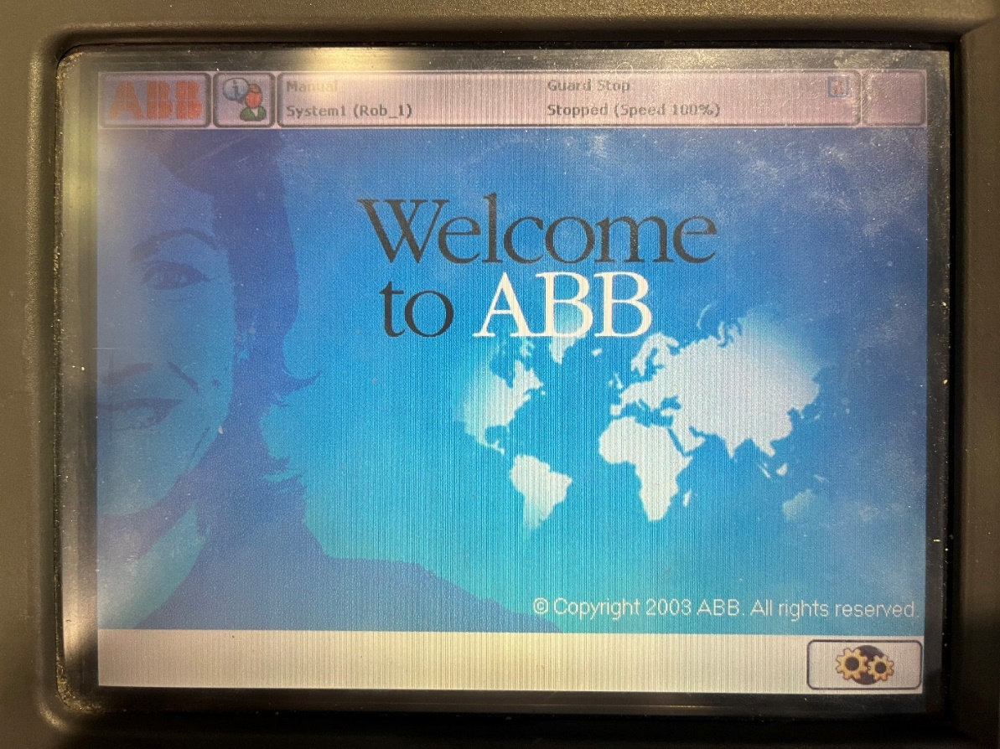 ABB
Manual
System1 (Rob_1)
Guard Stop
Stopped (Speed 100%)
Welcome
to ABB
© Copyright 2003 ABB. All rights reserved.